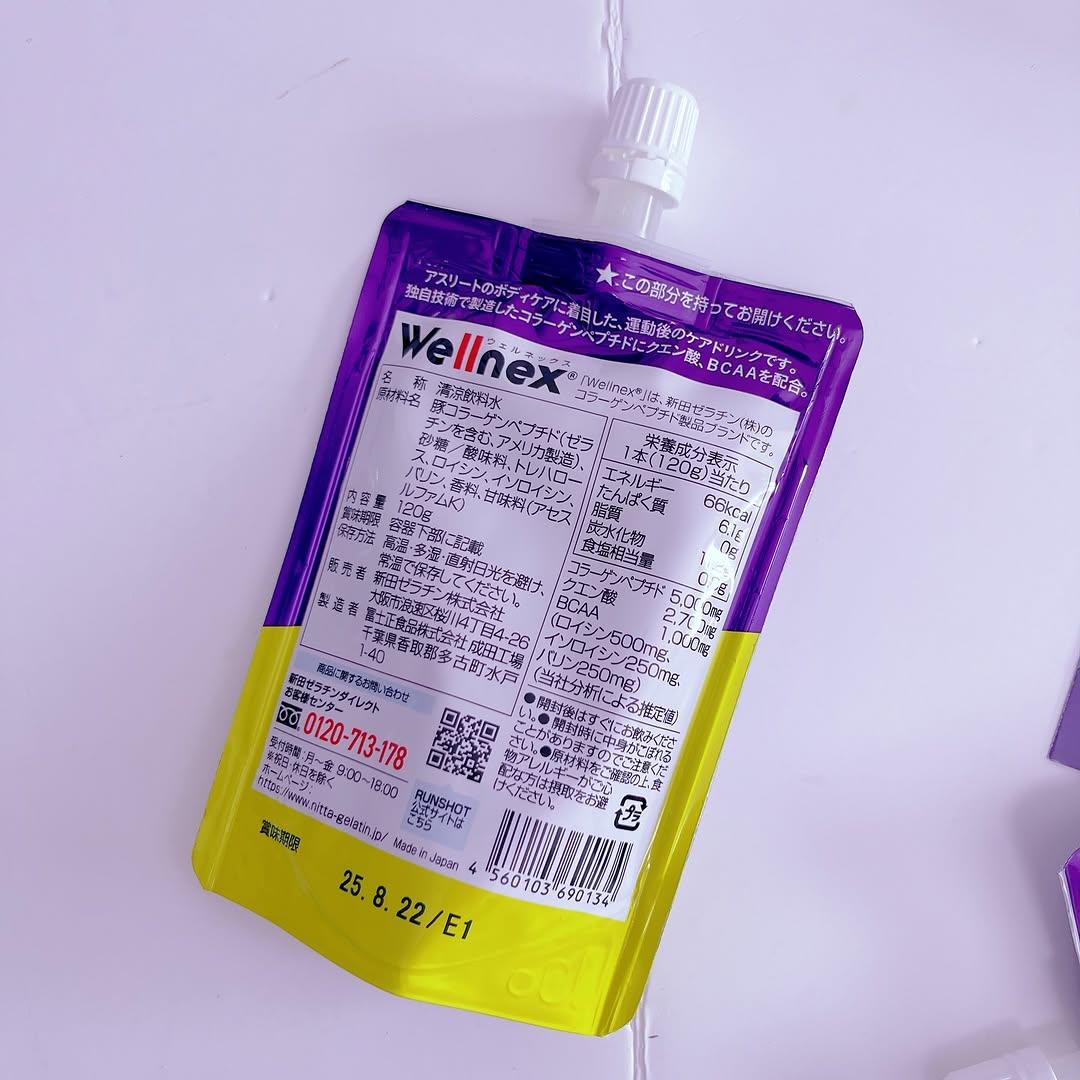 ★この部分を持ってお開けください。
アスリートのボディケアに着目した、運動後のケアドリンクです。
独自技術で製造したコラーゲンペプチドにクエン酸、BCAAを配合。
ウェルネックス
Wellnex®
「Wellnex®」は、新田ゼラチン(株)の
コラーゲンペプチド製品ブランドです。
名称 清涼飲料水
原材料名 豚コラーゲンペプチド(ゼラ
チンを含む、アメリカ製造)、
砂糖/酸味料、トレハロー
ス、ロイシン、イソロイシン、
バリン、香料、甘味料(アセス
ルファムK)
内容量 120g
賞味期限 容器下部に記載
保存方法 高温・多湿・直射日光を避け、
常温で保存してください。
販売者 新田ゼラチン株式会社
大阪市浪速区桜川4丁目4-26
製造者 富士正食品株式会社 成田工場
千葉県香取郡多古町水戸
1-40
栄養成分表示
1本(120g)当たり
エネルギー 66kcal
たんぱく質 6.1g
脂質 0g
炭水化物
食塩相当量
コラーゲンペプチド 5,000mg
クエン酸 2,700mg
BCAA 1,000mg
(ロイシン500mg、
イソロイシン250mg、
バリン250mg)
(当社分析による推定値)
●開封後はすぐにお飲みくださ
い。●開封時に中身がこぼれる
ことがありますのでご注意くだ
さい。●原材料をご確認の上、食
物アレルギーがご心
配な方は摂取をお避
けください。
プラ
商品に関するお問い合わせ
新田ゼラチンダイレクト
お客様センター
0120-713-178
受付時間:月〜金 9:00〜18:00
※祝日・休日を除く
ホームページ:
https://www.nitta-gelatin.jp/
RUNSHOT
公式サイトは
こちら
Made in Japan
4 560103 690134
賞味期限
25.8.22/E1